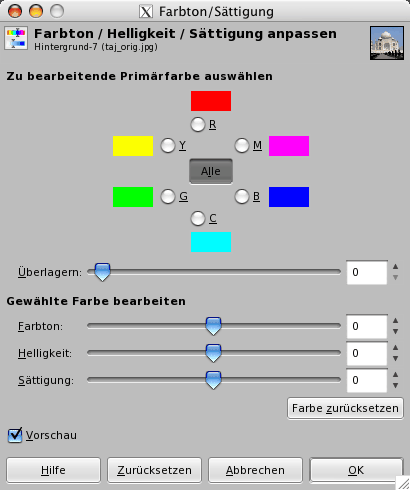 Farbton/Sättigung
Farbton / Helligkeit / Sättigung anpassen
Hintergrund-7 (taj_orig.jpg)
Zu bearbeitende Primärfarbe auswählen
R
Y M
Alle
G B
C
Überlagern: 0
Gewählte Farbe bearbeiten
Farbton: 0
Helligkeit: 0
Sättigung: 0
Farbe zurücksetzen
Vorschau
Hilfe Zurücksetzen Abbrechen OK